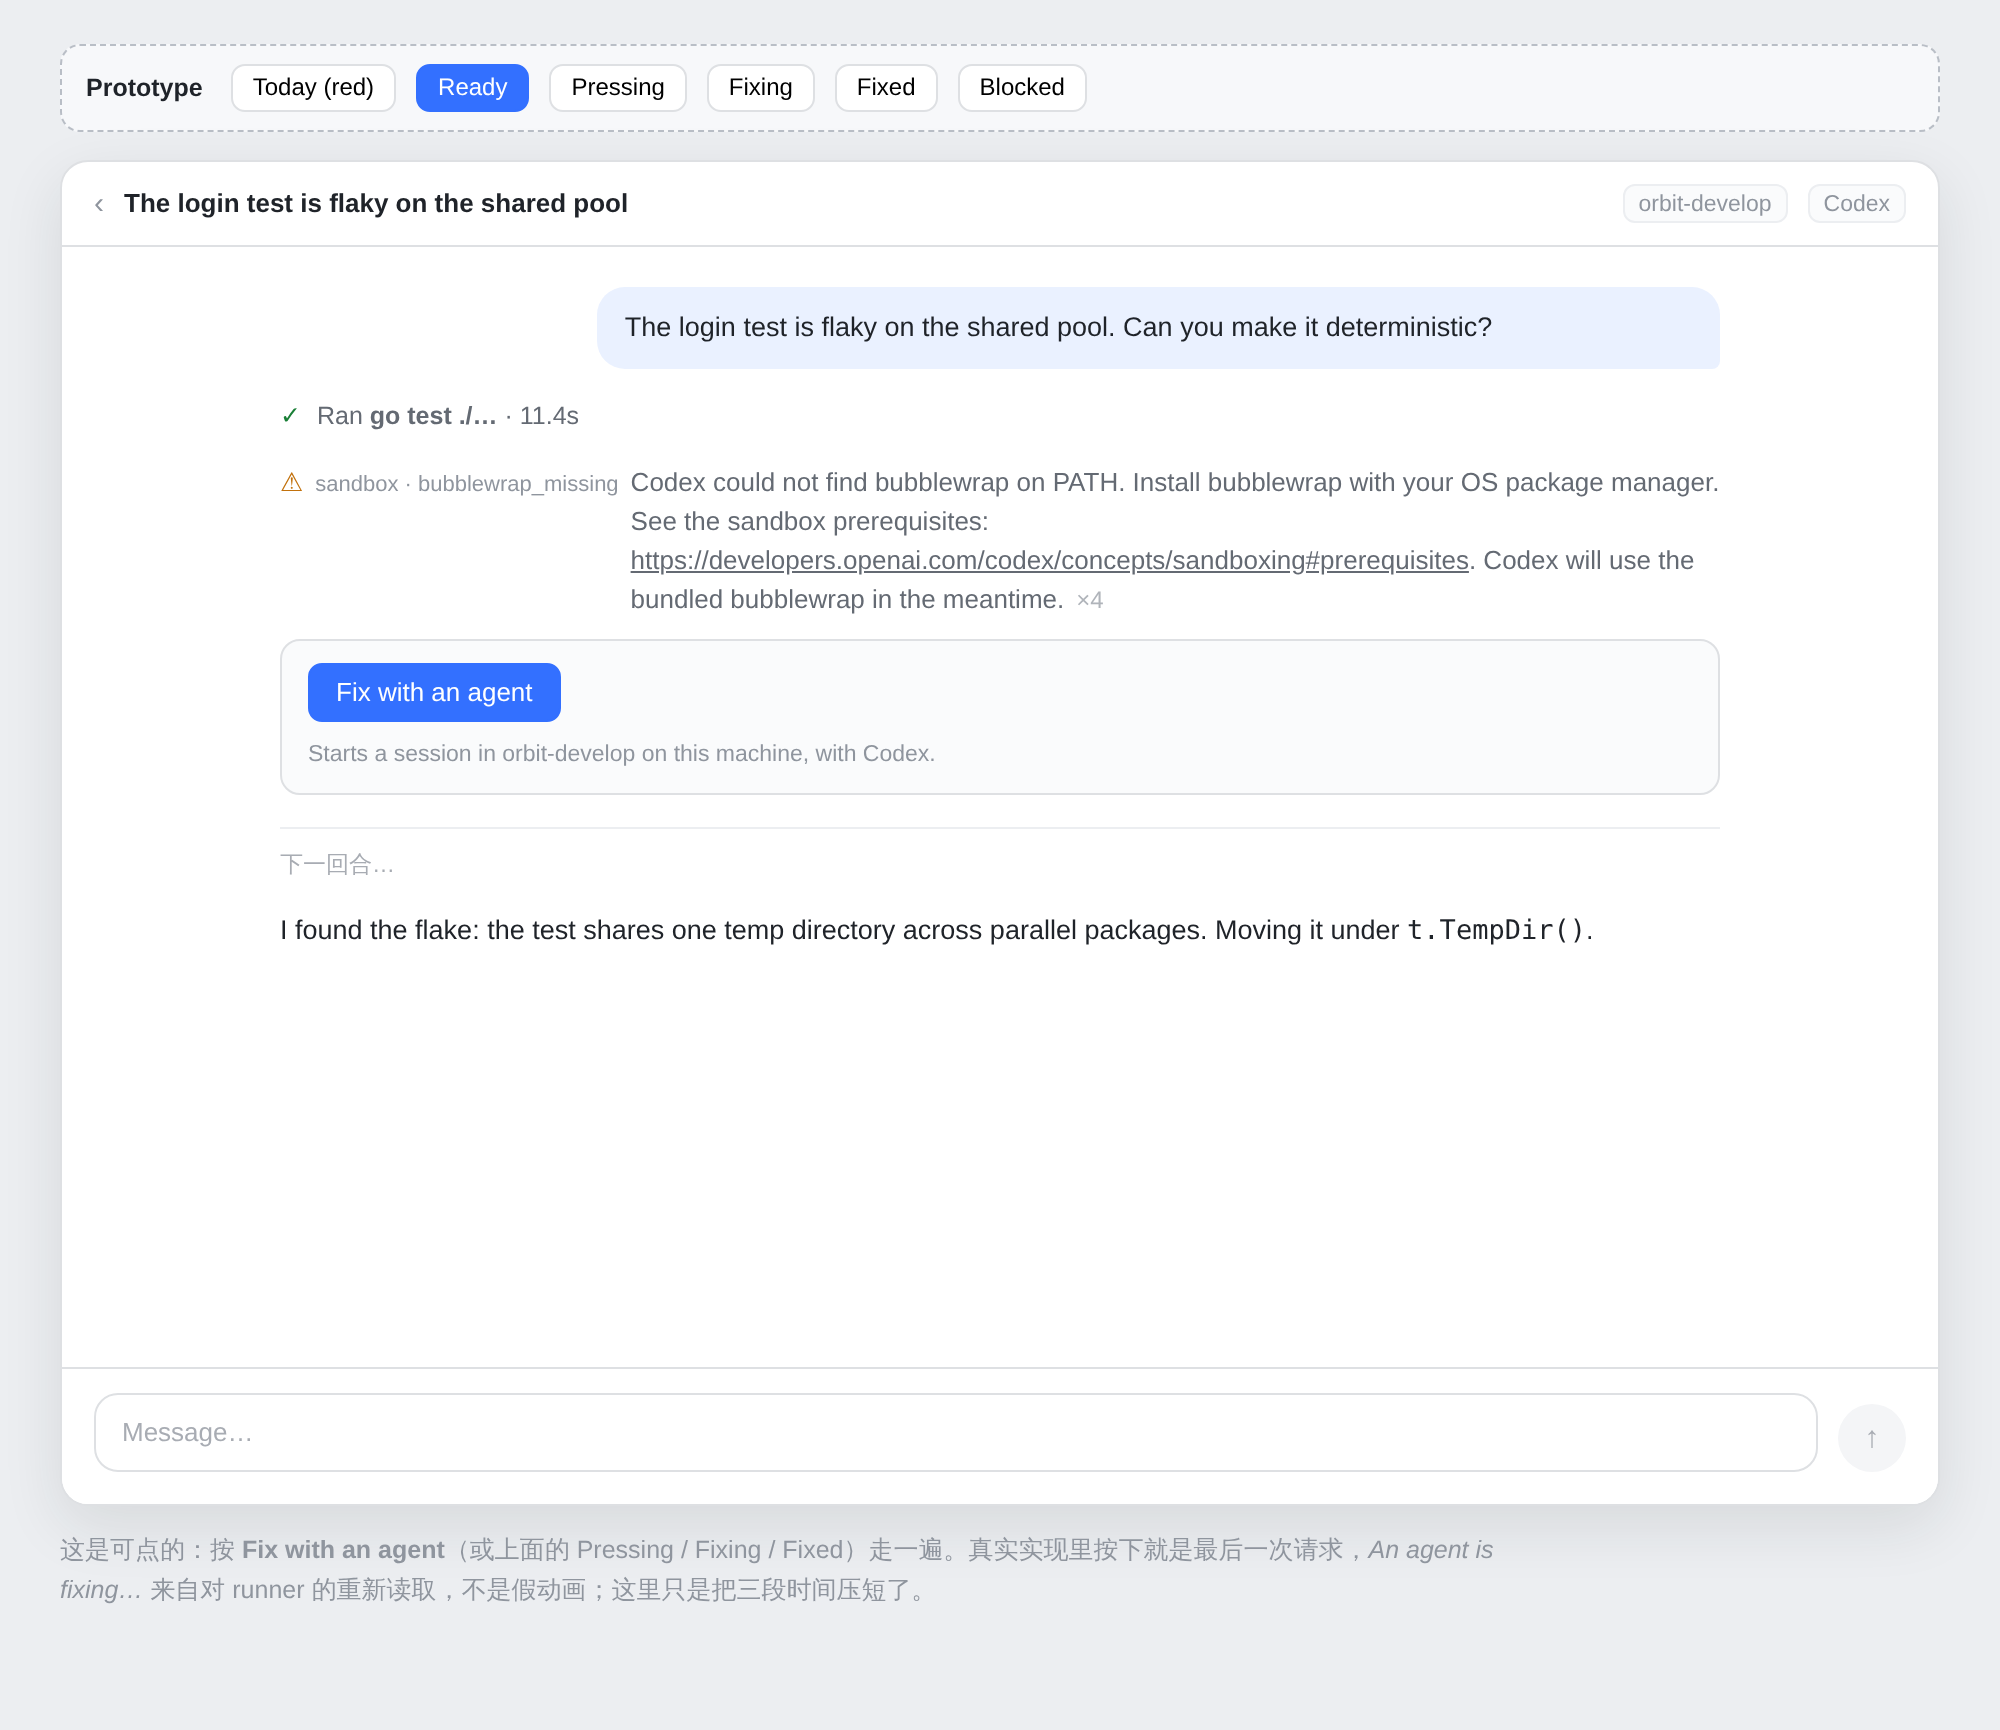 Prototype Today (red) Ready Pressing Fixing Fixed Blocked
‹ The login test is flaky on the shared pool orbit-develop Codex
The login test is flaky on the shared pool. Can you make it deterministic?
✓ Ran go test ./… · 11.4s
⚠ sandbox · bubblewrap_missing Codex could not find bubblewrap on PATH. Install bubblewrap with your OS package manager.
See the sandbox prerequisites:
https://developers.openai.com/codex/concepts/sandboxing#prerequisites. Codex will use the
bundled bubblewrap in the meantime. ×4
Fix with an agent
Starts a session in orbit-develop on this machine, with Codex.
下一回合…
I found the flake: the test shares one temp directory across parallel packages. Moving it under t.TempDir().
Message…
↑
这是可点的：按 Fix with an agent（或上面的 Pressing / Fixing / Fixed）走一遍。真实实现里按下就是最后一次请求，An agent is
fixing… 来自对 runner 的重新读取，不是假动画；这里只是把三段时间压短了。